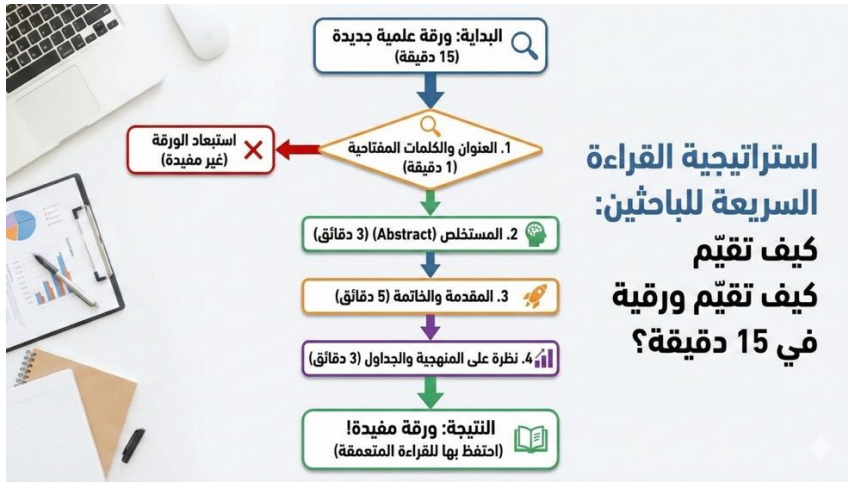 استراتيجية القراءة
السريعة للباحثين:
كيف تقيّم
كيف تقيّم ورقية
في 15 دقيقة؟
البداية: ورقة علمية جديدة
(15 دقيقة)
1. العنوان والكلمات المفتاحية
(1 دقيقة)
استبعاد الورقة
(غير مفيدة)
2. المستخلص (Abstract) (3 دقائق)
3. المقدمة والخاتمة (5 دقائق)
4. نظرة على المنهجية والجداول (3 دقائق)
النتيجة: ورقة مفيدة!
(احتفظ بها للقراءة المتعمقة)